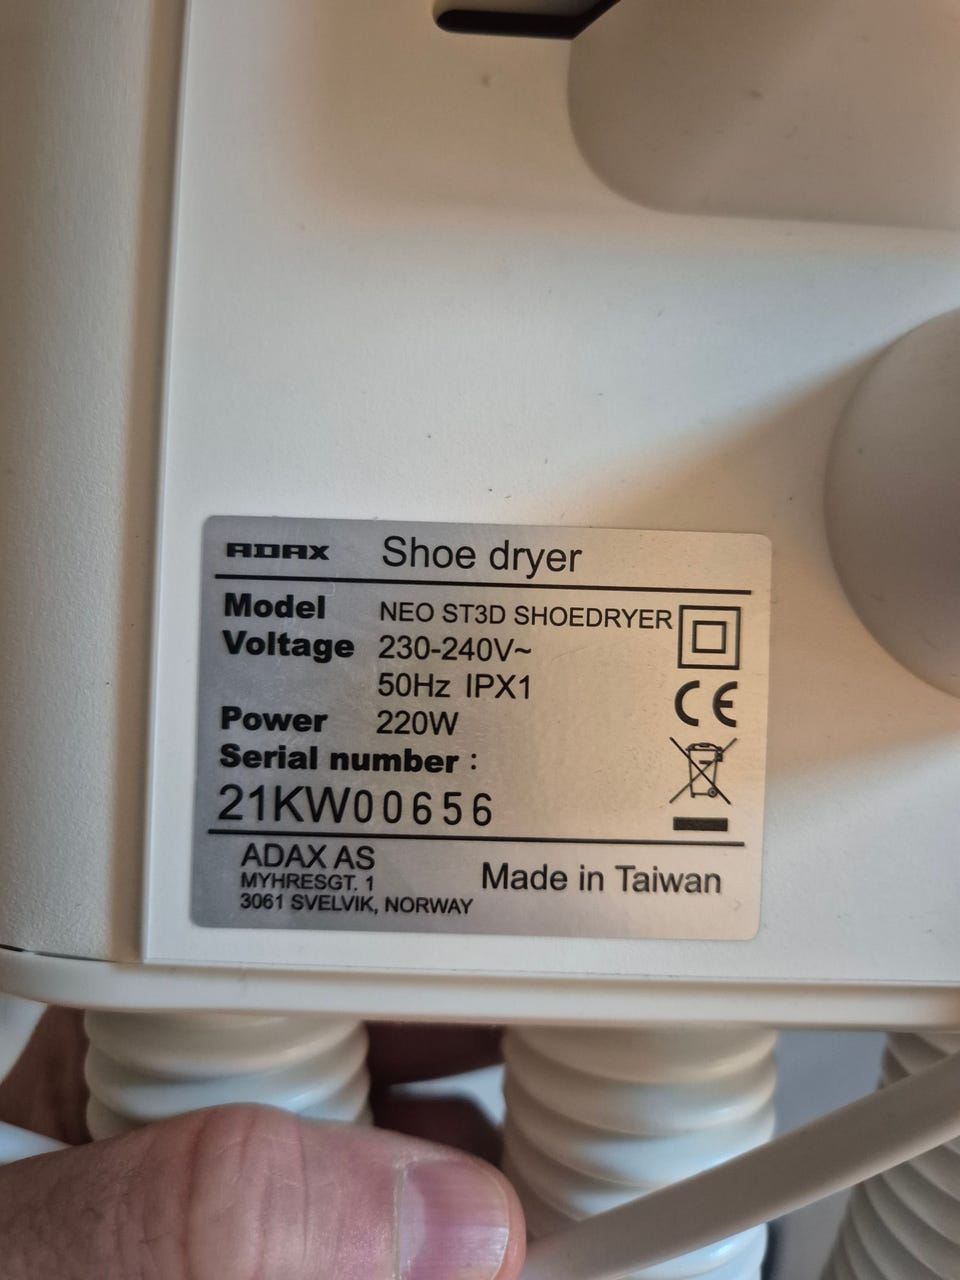 ADAX Shoe dryer
Model NEO ST3D SHOEDRYER
Voltage 230-240V~
50Hz IPX1
Power 220W
Serial number :
21KW00656
CE
ADAX AS
MYHRESGT. 1
3061 SVELVIK, NORWAY
Made in Taiwan